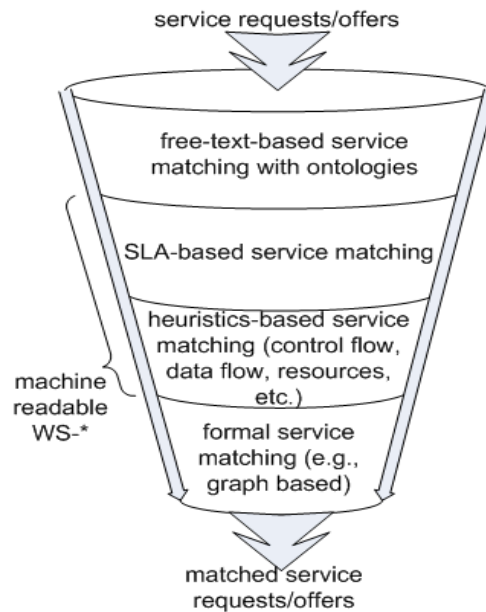 service requests/offers
free-text-based service
matching with ontologies
SLA-based service matching
heuristics-based service
matching (control flow,
data flow, resources,
etc.)
machine
readable
WS-*
formal service
matching (e.g.,
graph based)
matched service
requests/offers